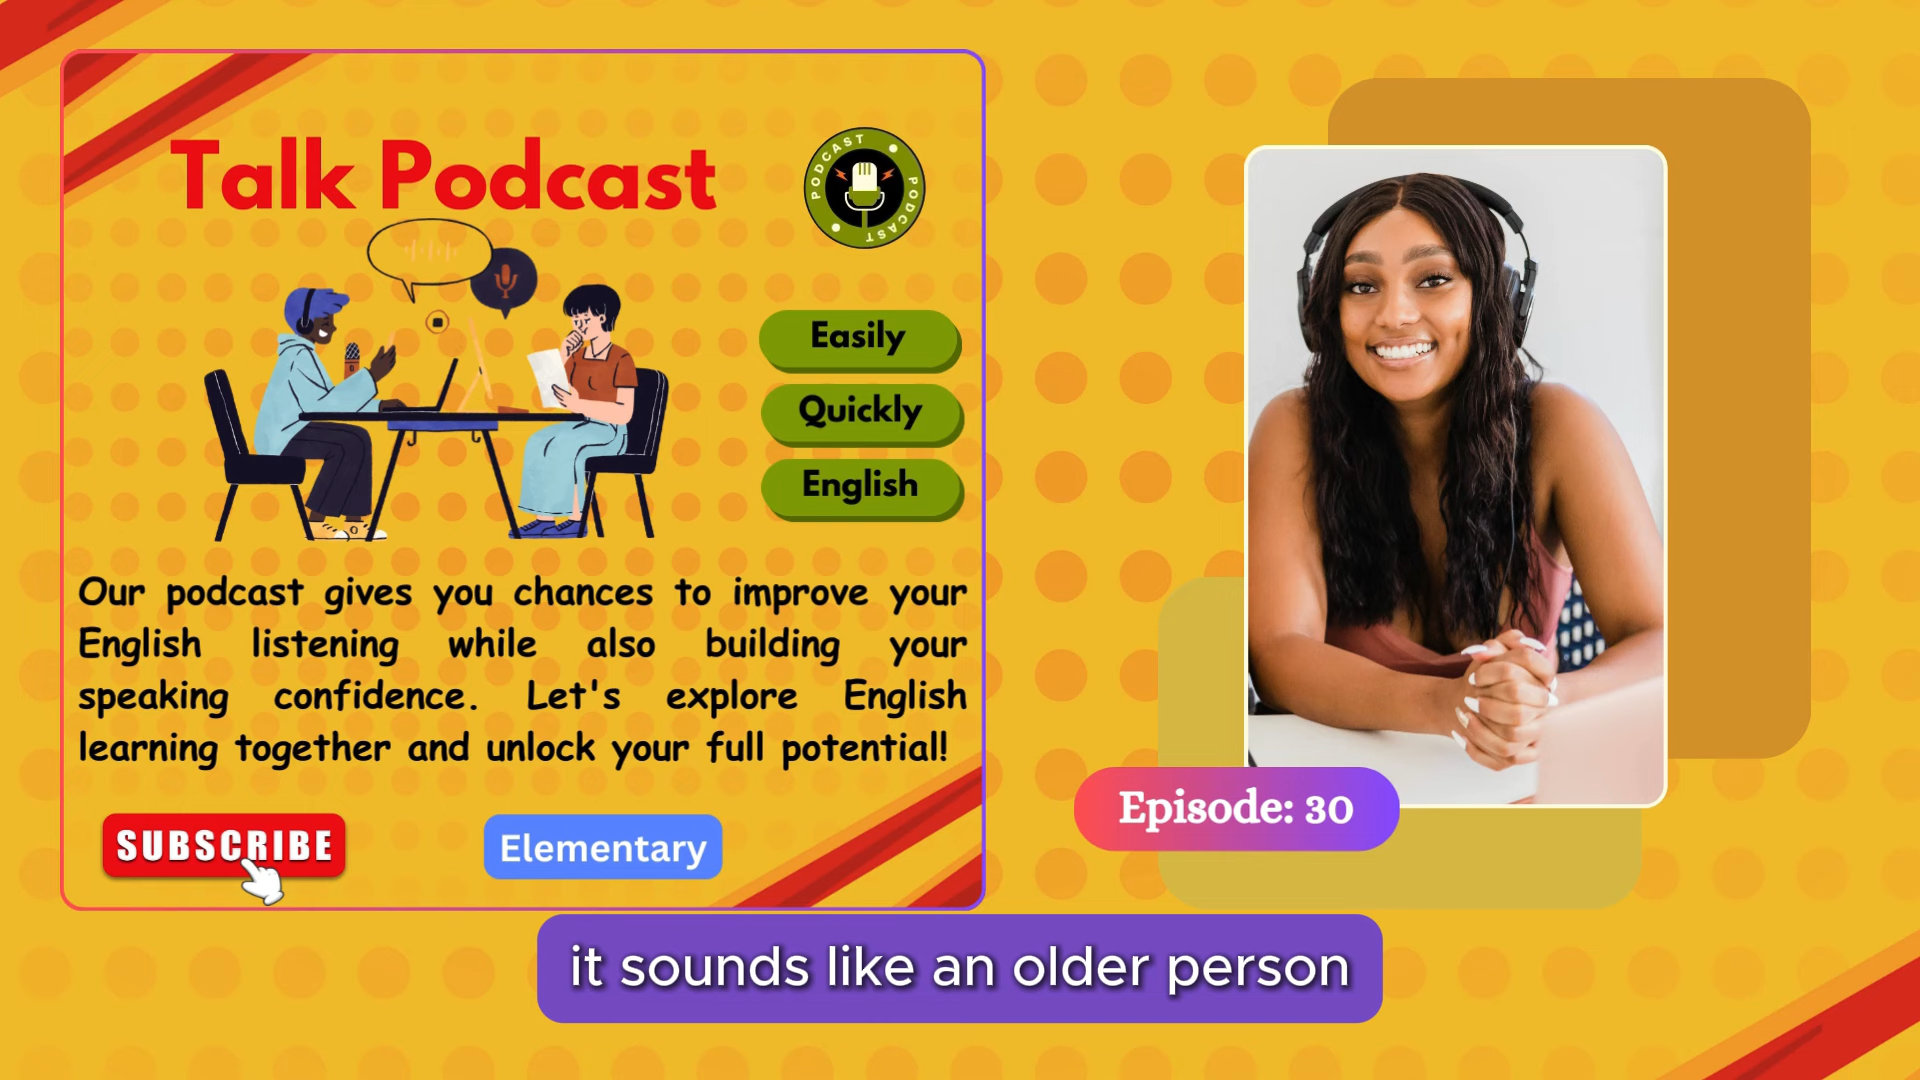 Talk Podcast
PODCAST
PODCAST
Easily
Quickly
English
Our podcast gives you chances to improve your
English listening while also building your
speaking confidence. Let's explore English
learning together and unlock your full potential!
SUBSCRIBE
Elementary
Episode: 30
it sounds like an older person